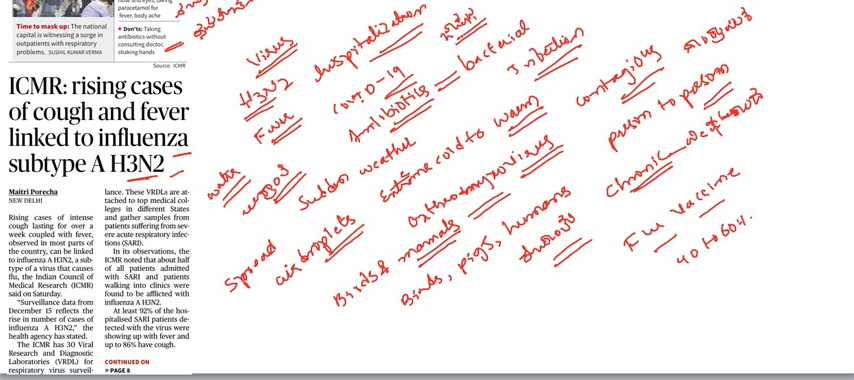 nose and eyes, taking
paracetamol for
fever, body ache
Time to mask up: The national
capital is witnessing a surge in
outpatients with respiratory
problems. SUSHIL KUMAR VERMA
• Don'ts: Taking
antibiotics without
consulting doctor,
shaking hands
Source: ICMR
ICMR: rising cases
of cough and fever
linked to influenza
subtype A H3N2
Maitri Porecha
NEW DELHI
Rising cases of intense
cough lasting for over a
week coupled with fever,
observed in most parts of
the country, can be linked
to influenza A H3N2, a sub-
type of a virus that causes
flu, the Indian Council of
Medical Research (ICMR)
said on Saturday.
"Surveillance data from
December 15 reflects the
rise in number of cases of
influenza A H3N2," the
health agency has stated.
The ICMR has 30 Viral
Research and Diagnostic
Laboratories (VRDL) for
respiratory virus surveil-
lance. These VRDLs are at-
tached to top medical col-
leges in different States
and gather samples from
patients suffering from sev-
ere acute respiratory infec-
tions (SARI).
In its observations, the
ICMR noted that about half
of all patients admitted
with SARI and patients
walking into clinics were
found to be afflicted with
influenza A H3N2.
At least 92% of the hos-
pitalised SARI patients de-
tected with the virus were
showing up with fever and
up to 86% have cough.
CONTINUED ON
» PAGE 8
Virus
hospitalization
H3N2
COVID-19
bacterial
Infection
Antibiotics
contagious
person to person
Sudden weather
Extreme cold to warm
Chronic
Orthomyxovirus
Spread
air droplets
Birds & mammals
Birds, pigs, humans
Flu Vaccine
40 to 60%.